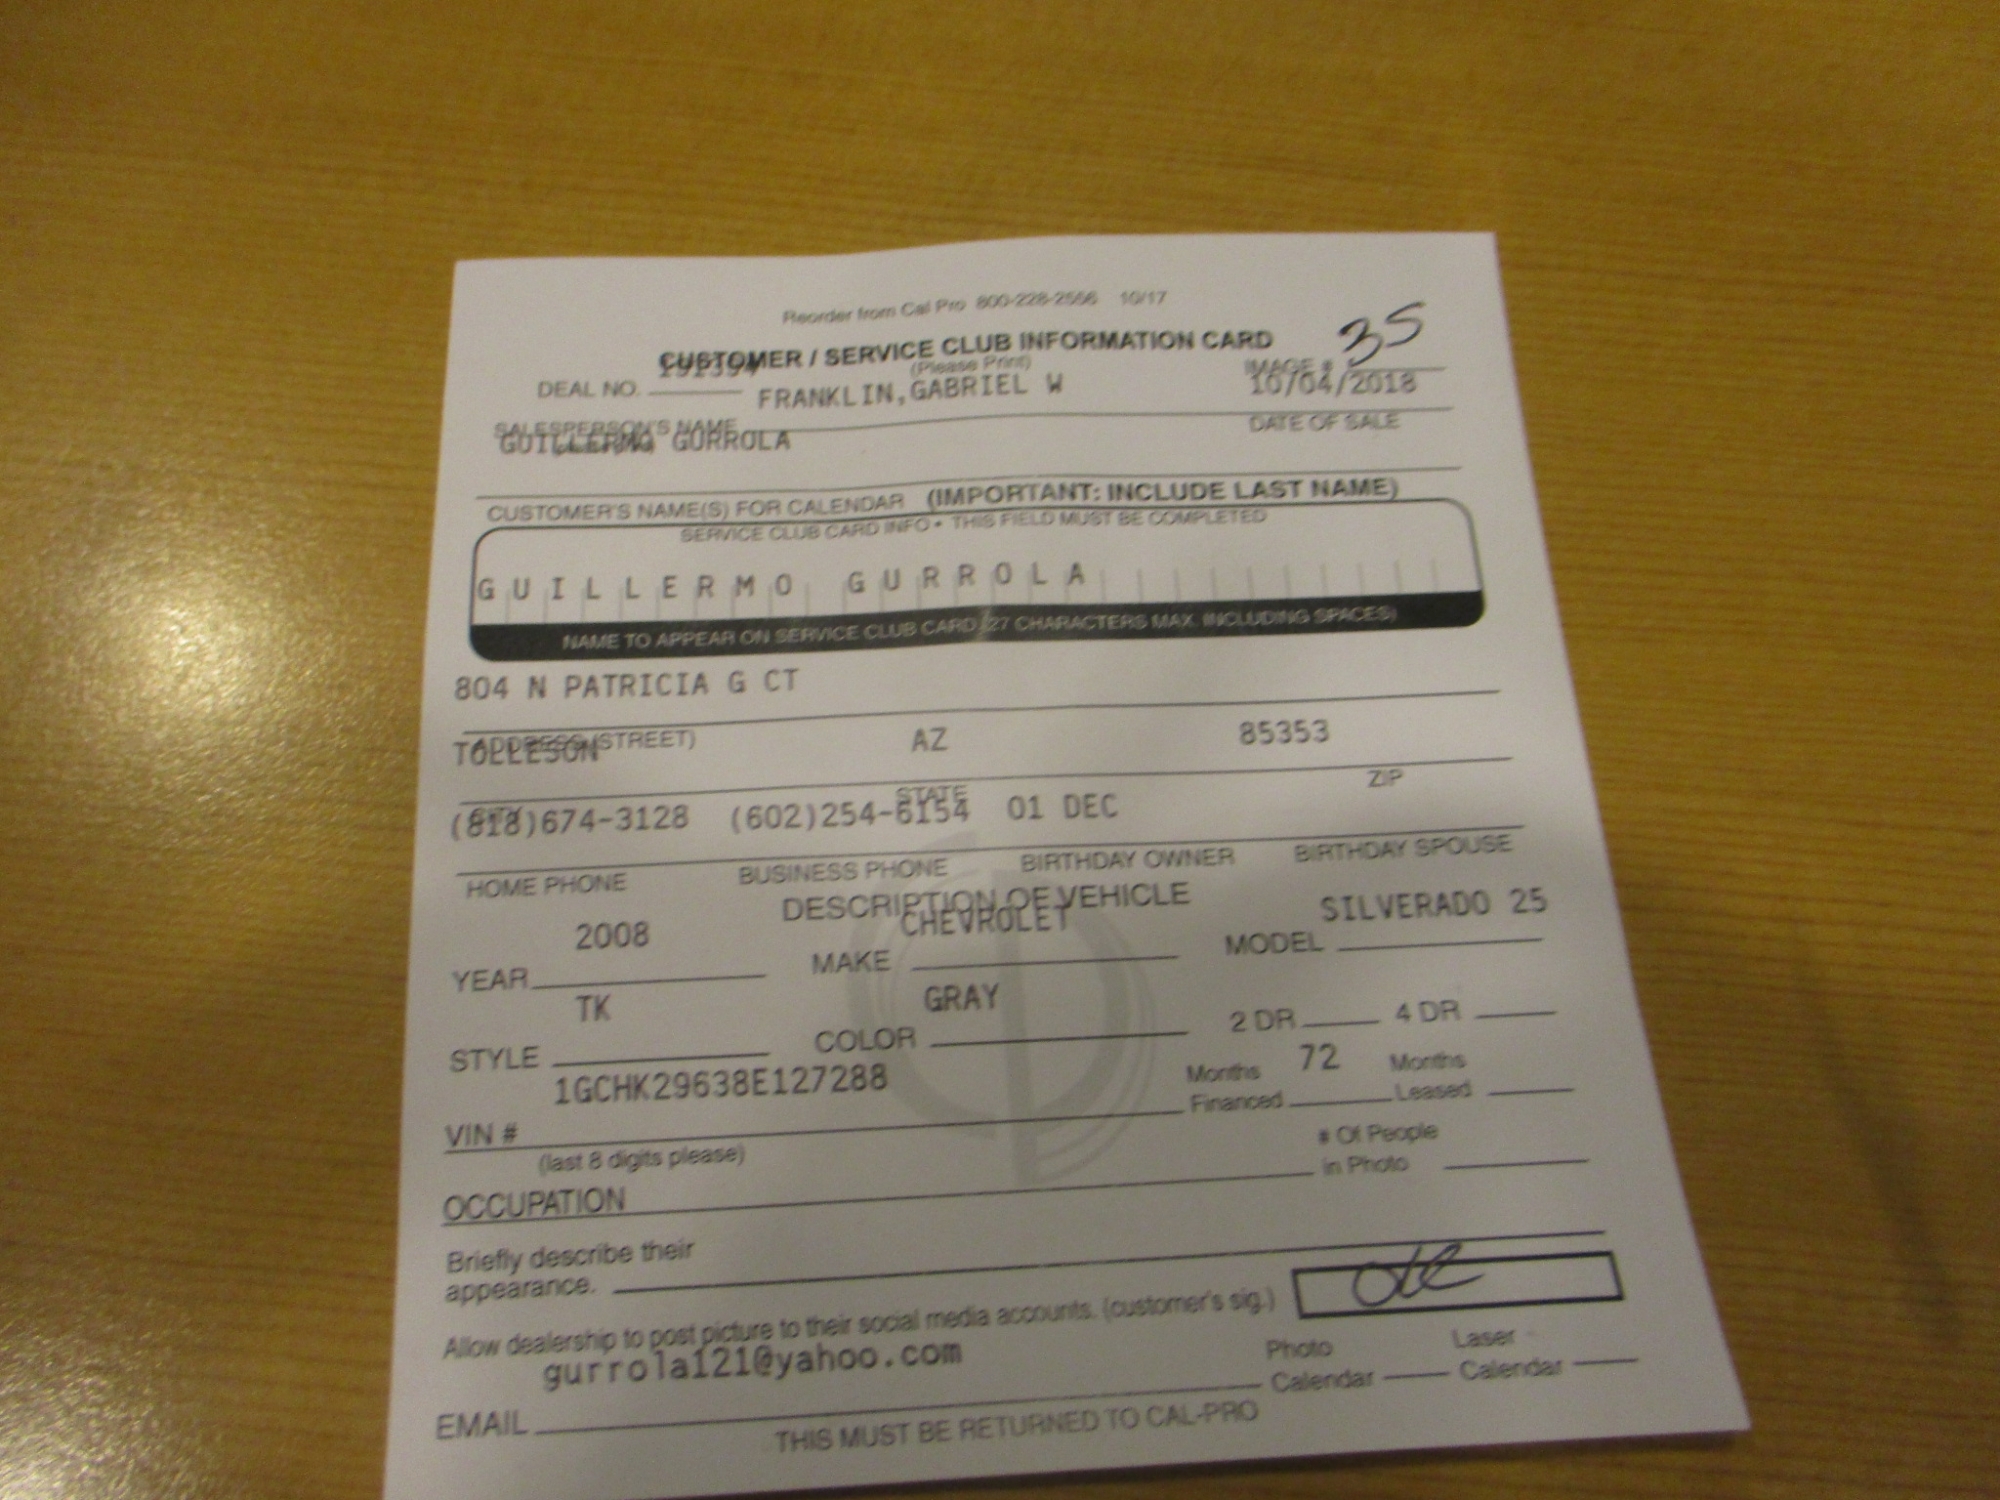 Reorder from Cal Pro 800-228-2556 10/17
CUSTOMER / SERVICE CLUB INFORMATION CARD
(Please Print)
35
IMAGE #
DEAL NO. 191394
FRANKLIN,GABRIEL W
10/04/2018
SALESPERSON'S NAME
DATE OF SALE
GUILLERMO GURROLA
CUSTOMER'S NAME(S) FOR CALENDAR (IMPORTANT: INCLUDE LAST NAME)
SERVICE CLUB CARD INFO • THIS FIELD MUST BE COMPLETED
GUILLERMO GURROLA
NAME TO APPEAR ON SERVICE CLUB CARD (27 CHARACTERS MAX. INCLUDING SPACES)
804 N PATRICIA G CT
ADDRESS (STREET)
TOLLESON AZ 85353
CITY STATE ZIP
(818)674-3128 (602)254-6154 01 DEC
HOME PHONE BUSINESS PHONE BIRTHDAY OWNER BIRTHDAY SPOUSE
DESCRIPTION OF VEHICLE
2008 CHEVROLET SILVERADO 25
YEAR MAKE MODEL
TK GRAY
STYLE COLOR 2 DR 4 DR
1GCHK29638E127288 Months 72 Months
VIN # Financed Leased
(last 8 digits please)
# Of People
in Photo
OCCUPATION
Briefly describe their
appearance.
Allow dealership to post picture to their social media accounts. (customer's sig.)
gurrola121@yahoo.com
Photo Laser
EMAIL Calendar Calendar
THIS MUST BE RETURNED TO CAL-PRO